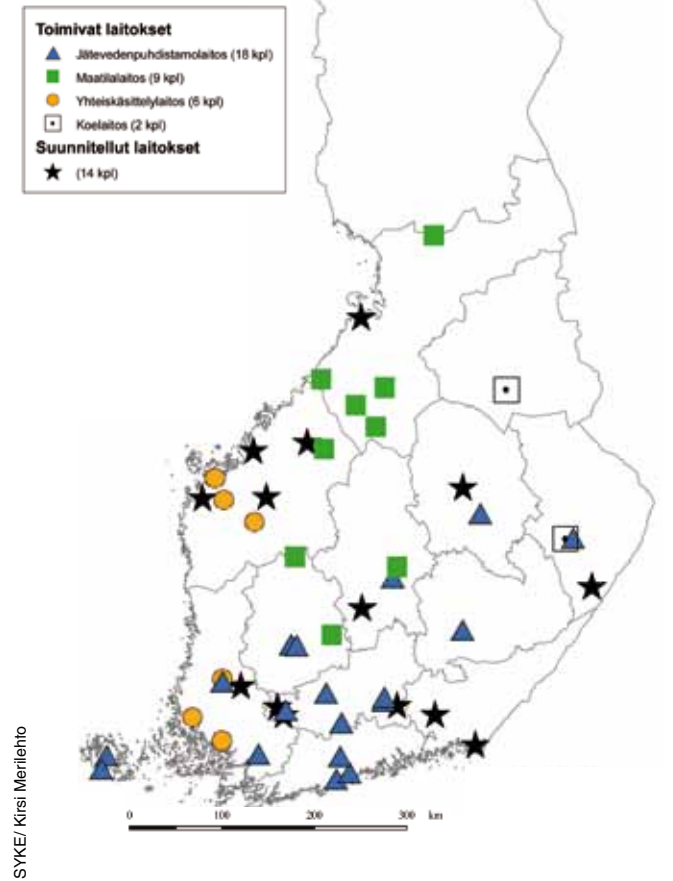 Toimivat laitokset
Jätevedenpuhdistamolaitos (18 kpl)
Maatilalaitos (9 kpl)
Yhteiskäsittelylaitos (6 kpl)
Koelaitos (2 kpl)
Suunnitellut laitokset
(14 kpl)
SYKE/ Kirsi Merilehto
0 100 200 300 km